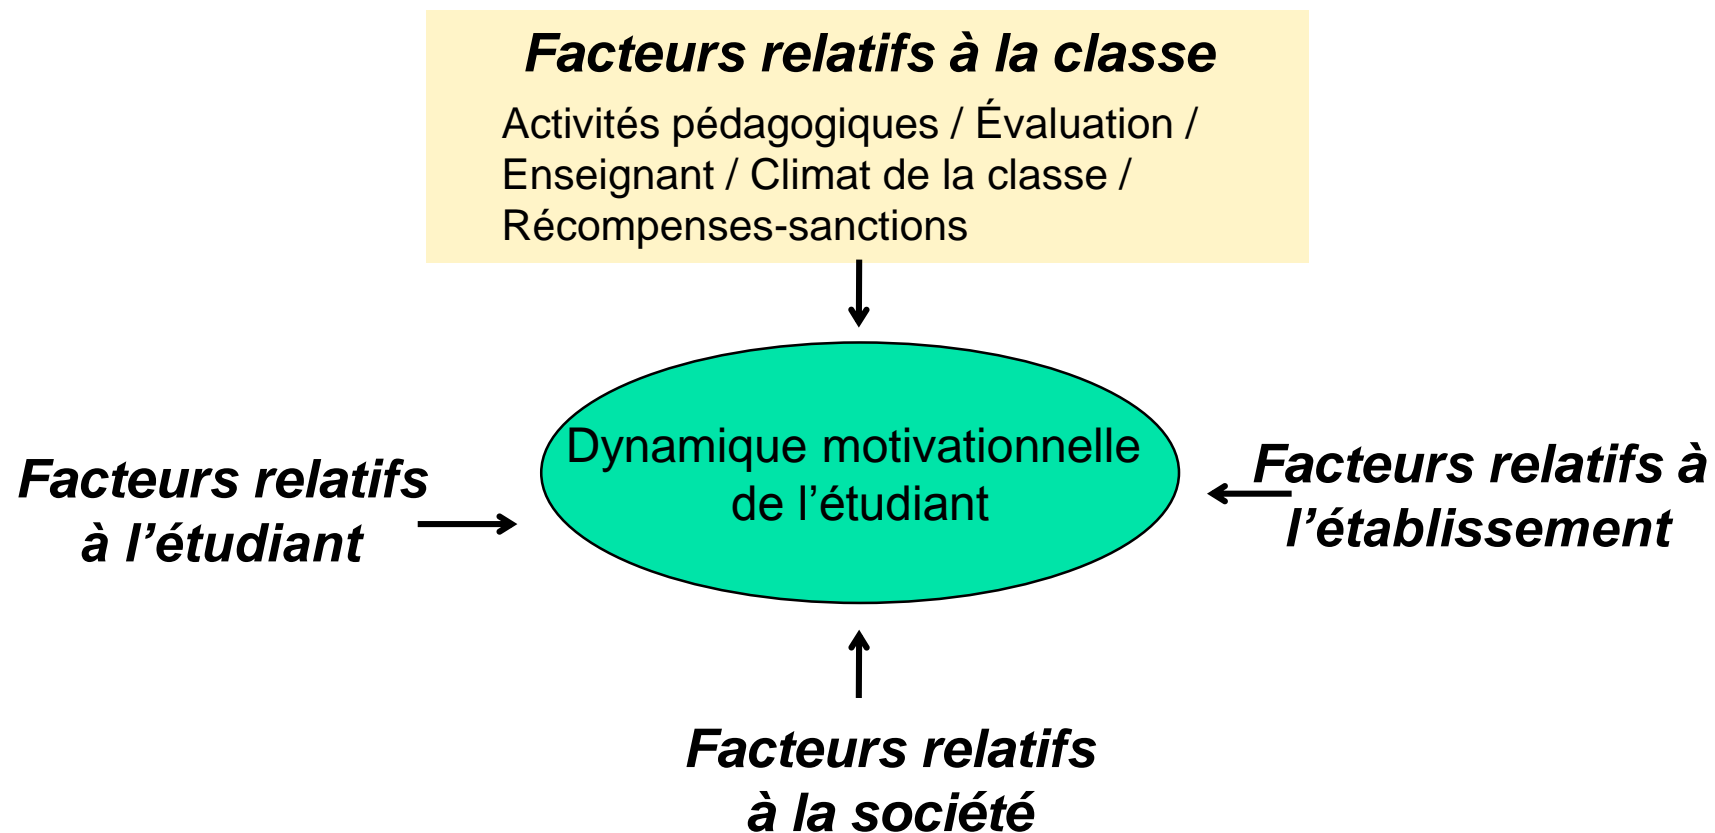 Facteurs relatifs à la classe
Activités pédagogiques / Évaluation /
Enseignant / Climat de la classe /
Récompenses-sanctions
Dynamique motivationnelle
de l’étudiant
Facteurs relatifs
à l’étudiant
Facteurs relatifs à
l’établissement
Facteurs relatifs
à la société